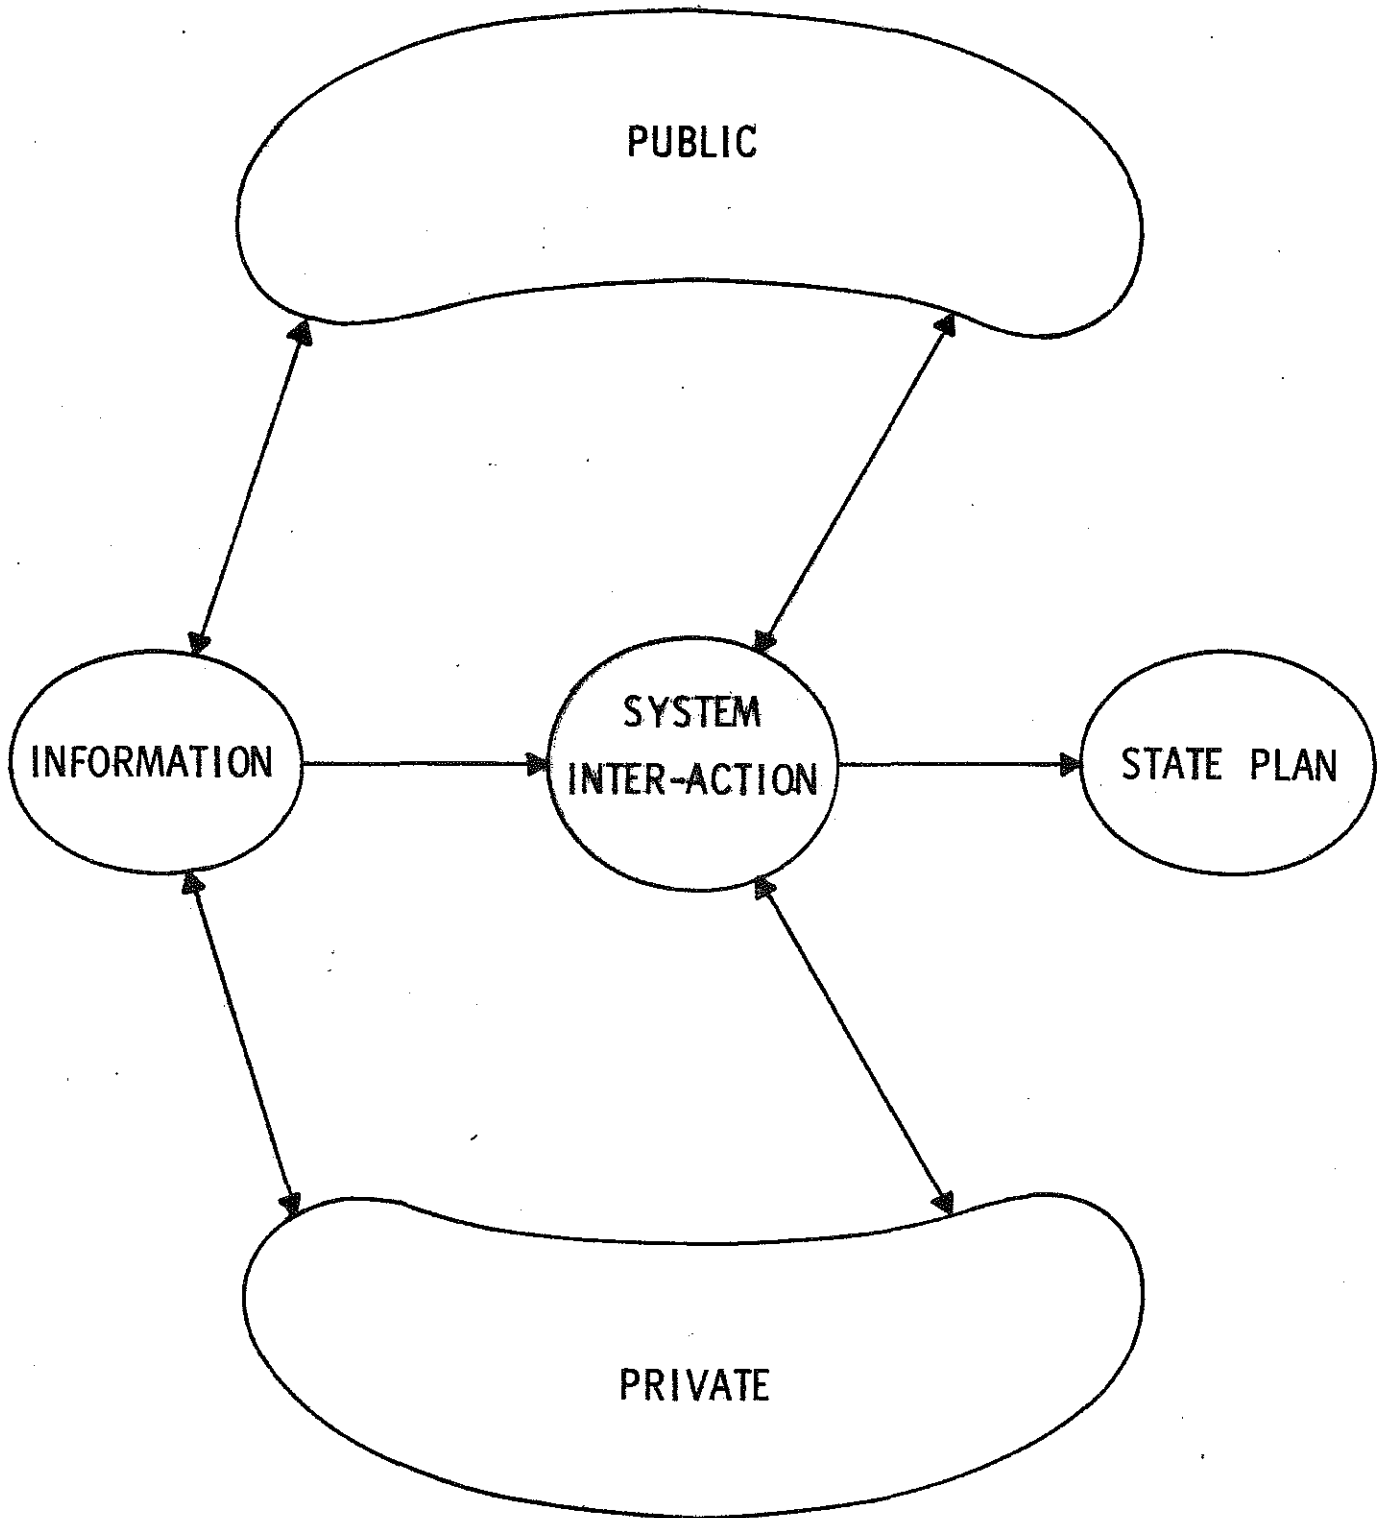 PUBLIC
INFORMATION
SYSTEM
INTER-ACTION
STATE PLAN
PRIVATE